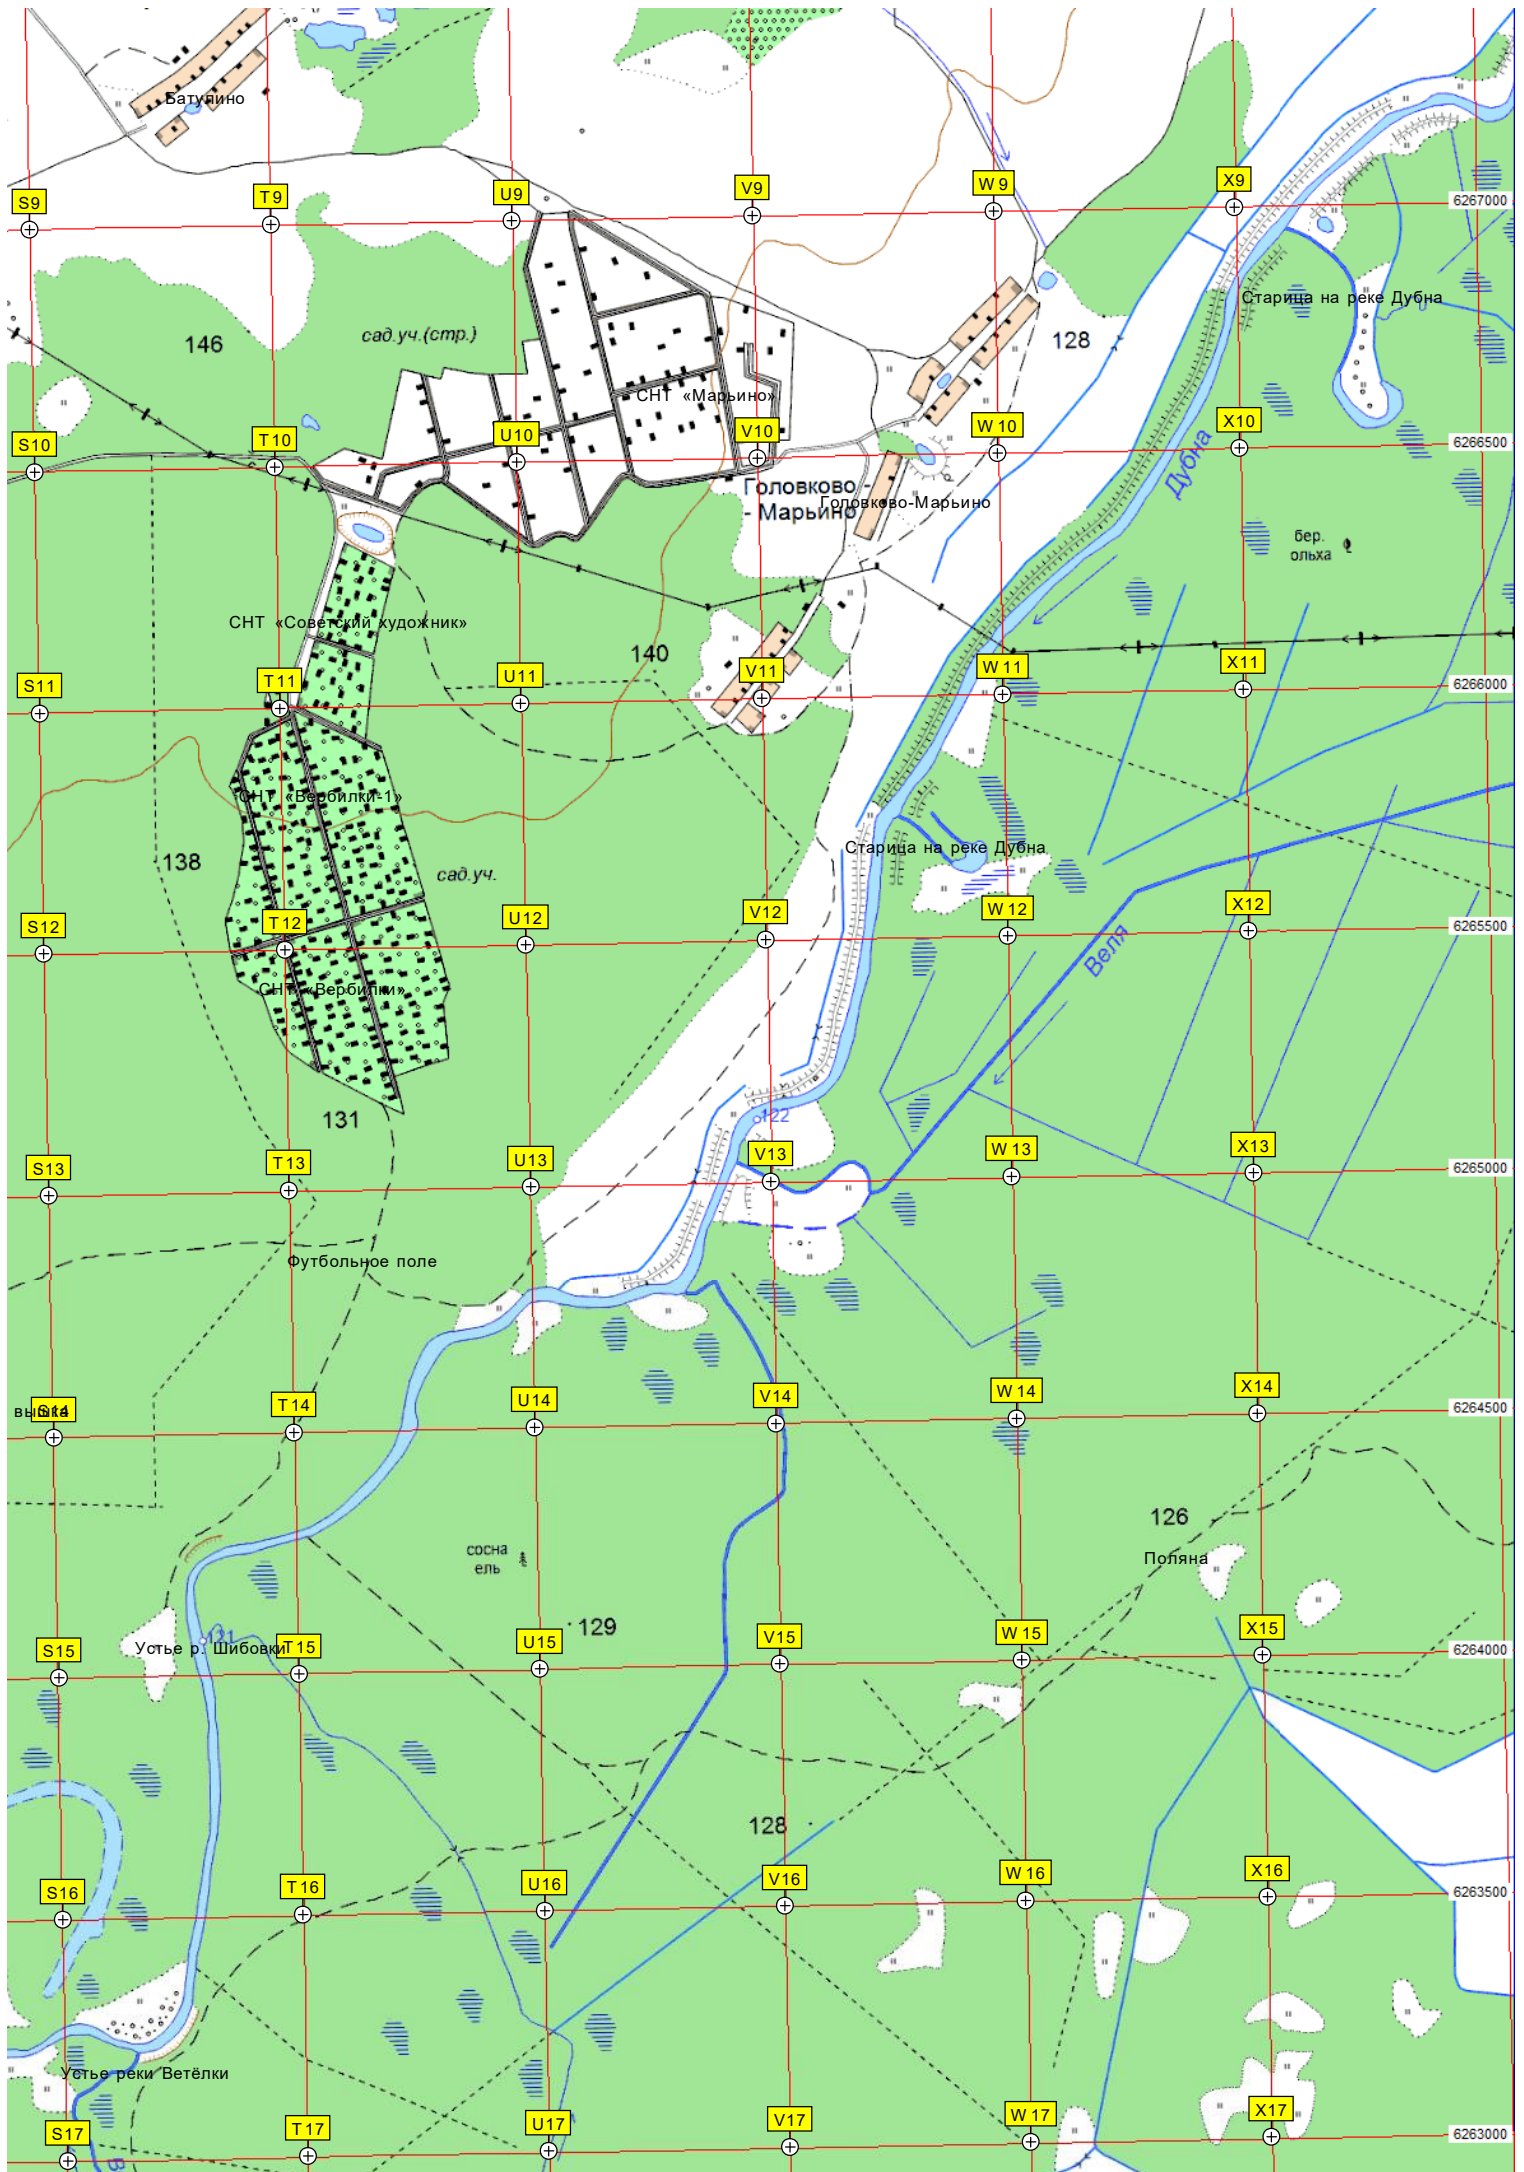 Батулино
S9
T9
U9
V9
W9
X9
6267000
Старица на реке Дубна
146
сад.уч.(стр.)
128
СНТ «Марьино»
S10
T10
U10
V10
W10
X10
6266500
Дубна
Головково -
- Марьино
Головково-Марьино
бер.
ольха
СНТ «Советский художник»
140
S11
T11
U11
V11
W11
X11
6266000
СНТ «Вербилки-1»
138
сад.уч.
Старица на реке Дубна
S12
T12
U12
V12
W12
X12
6265500
Веля
СНТ «Вербилки»
131
122
S13
T13
U13
V13
W13
X13
6265000
Футбольное поле
вышка
S14
T14
U14
V14
W14
X14
6264500
126
сосна
ель
Поляна
129
121
Устье р. Шибовки
S15
T15
U15
V15
W15
X15
6264000
128
S16
T16
U16
V16
W16
X16
6263500
Устье реки Ветёлки
S17
T17
U17
V17
W17
X17
6263000
В